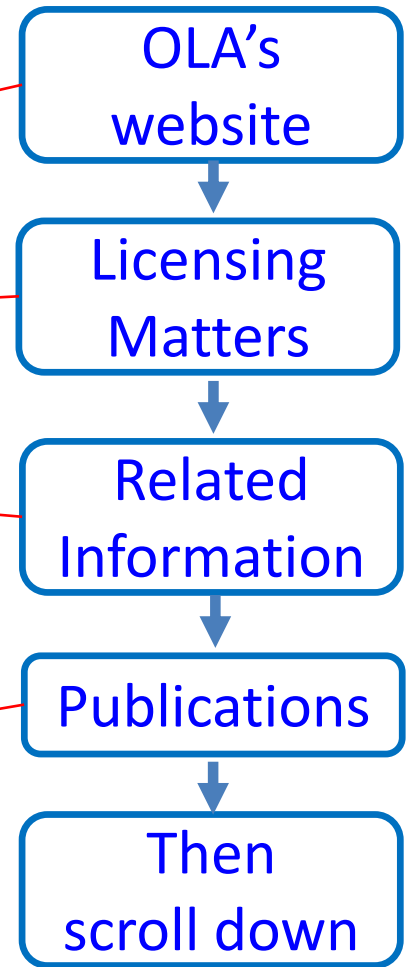 OLA’s
website
Licensing
Matters
Related
Information
Publications
Then
scroll down